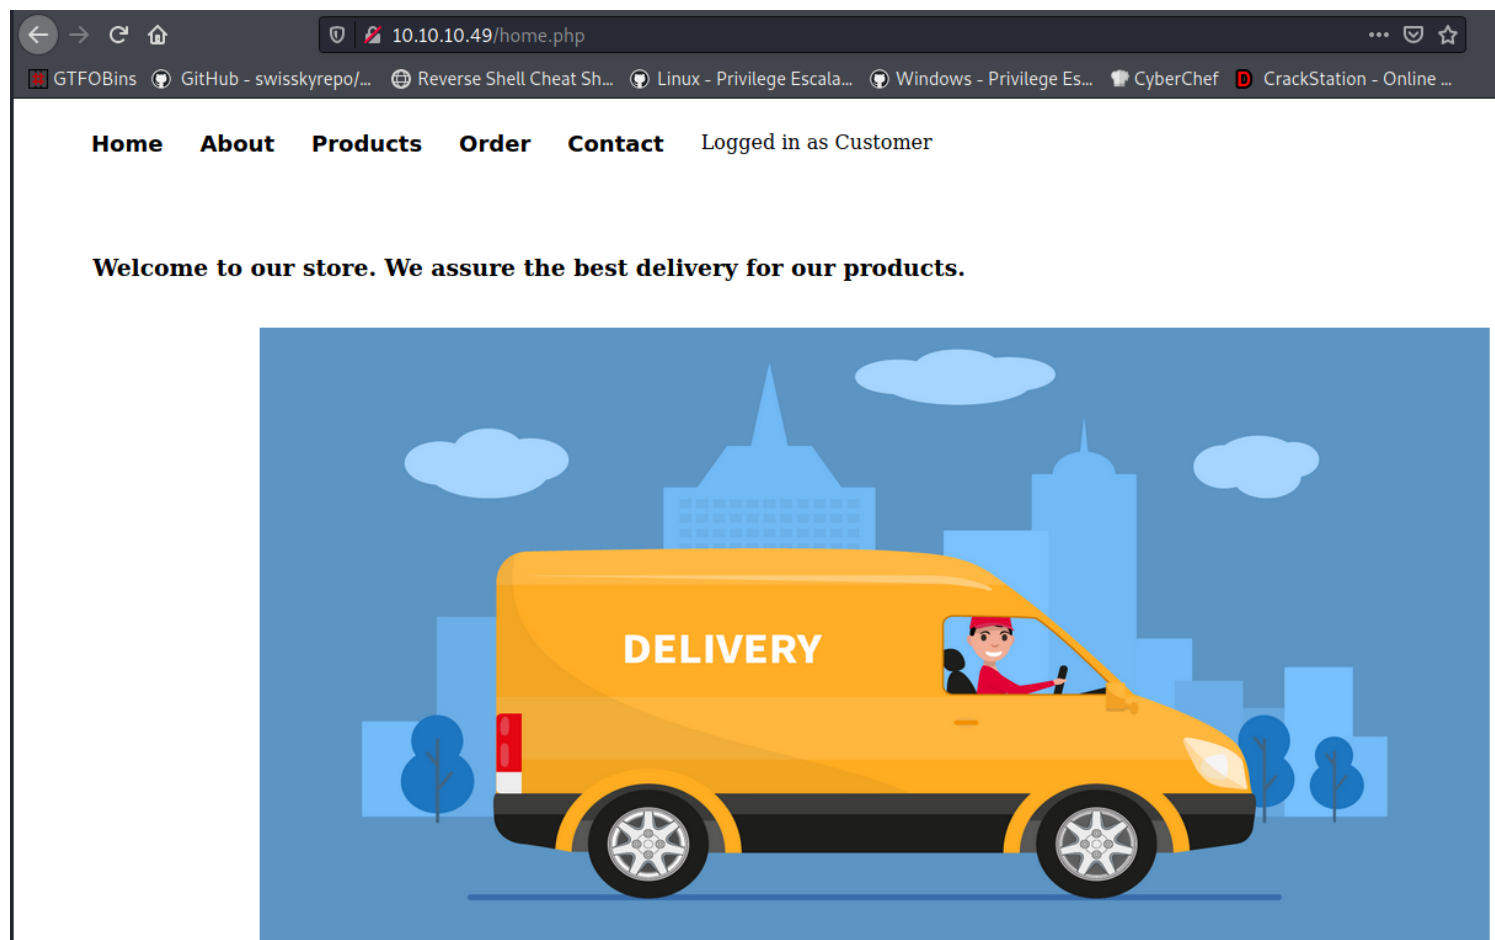 10.10.10.49/home.php
GTFOBins GitHub - swisskyrepo/... Reverse Shell Cheat Sh... Linux - Privilege Escala... Windows - Privilege Es... CyberChef CrackStation - Online ...
Home About Products Order Contact Logged in as Customer
Welcome to our store. We assure the best delivery for our products.
DELIVERY